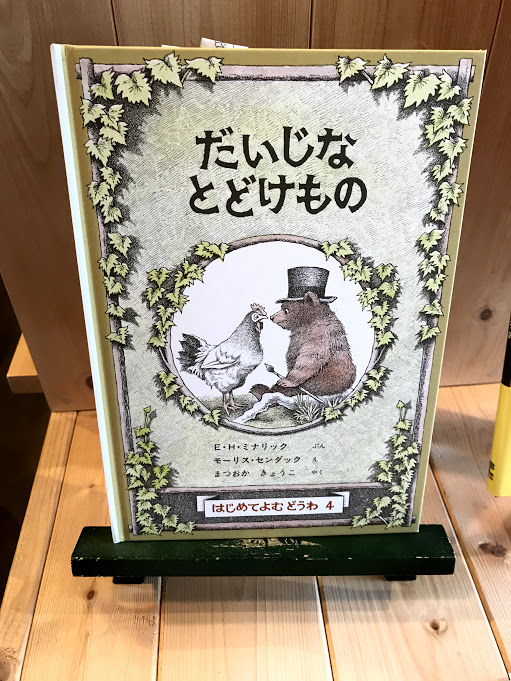 だいじな
とどけもの
E・H・ミナリック ぶん
モーリス・センダック え
まつおか きょうこ やく
はじめてよむ どうわ 4